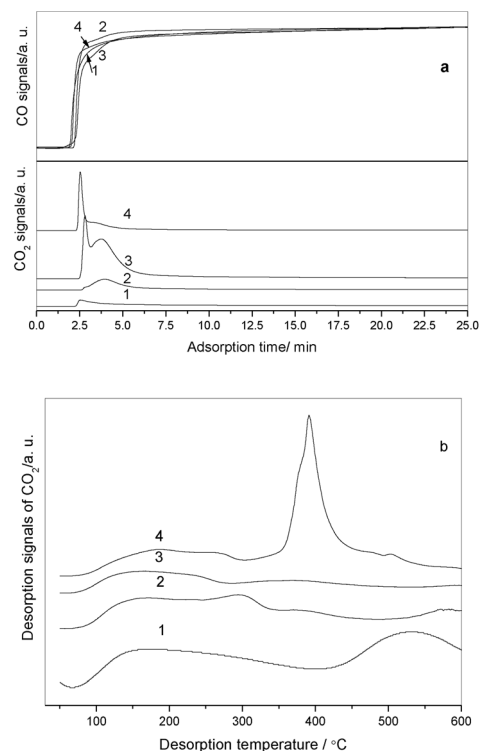 CO signals/a. u.
4 2
3
1
a
CO₂ signals/a. u.
4
3
2
1
0.0 2.5 5.0 7.5 10.0 12.5 15.0 17.5 20.0 22.5 25.0
Adsorption time/ min
Desorption signals of CO₂/a. u.
b
4
3
2
1
100 200 300 400 500 600
Desorption temperature / °C